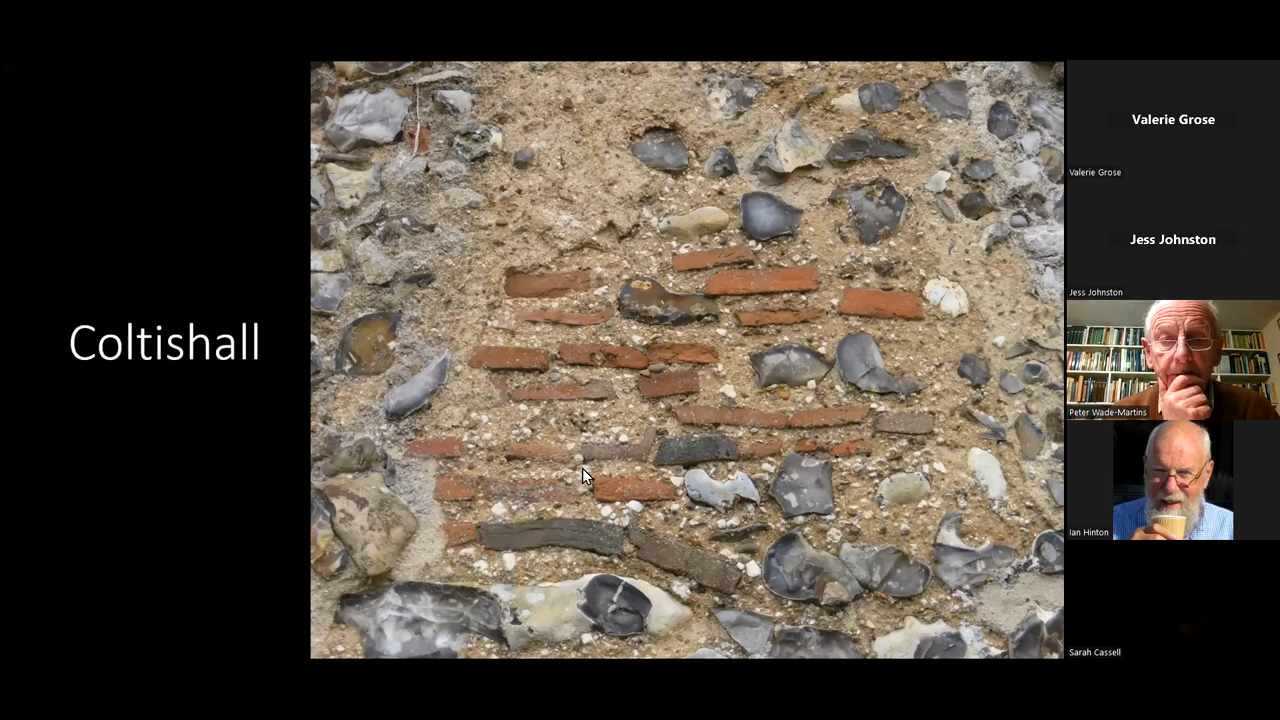 Coltishall
Valerie Grose
Valerie Grose
Jess Johnston
Jess Johnston
Peter Wade-Martins
Ian Hinton
Sarah Cassell